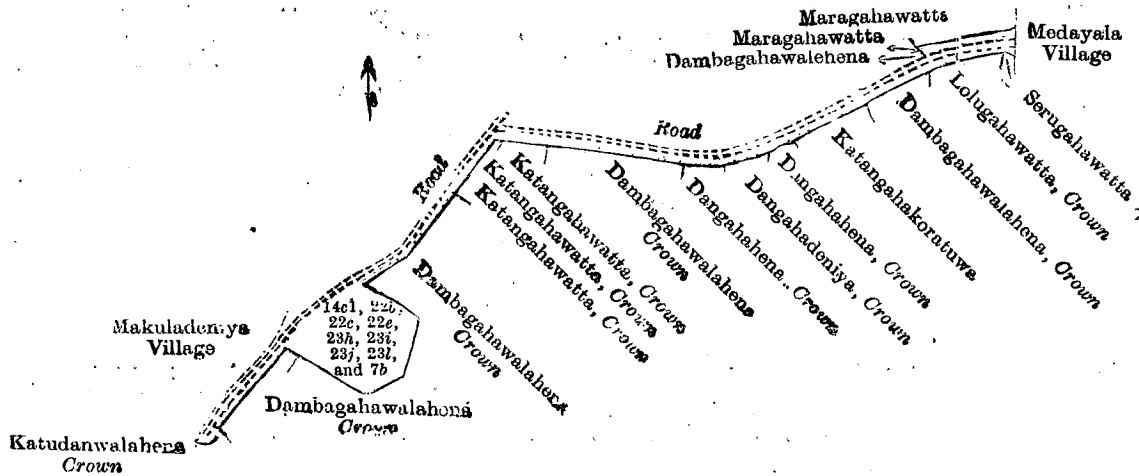 Maragahawatta
Maragahawatta
Dambagahawalehena
Medayala
Village
Road
Road
Serugahawatta
Lolugahawatta, Crown
Dambagahawalahena, Crown
Katangahakoratuwa
Dangahahena, Crown
Dangahadeniya, Crown
Dangahahena, Crown
Dambagahawalahena
Crown
Katangahawatta, Crown
Katangahawatta, Crown
Katangahawatta, Crown
Dambagahawalahena
Crown
14c1, 22b,
22c, 22e,
23h, 23i,
23j, 23l,
and 7b
Makuladeniya
Village
Dambagahawalahena
Crown
Katudanwalahena
Crown